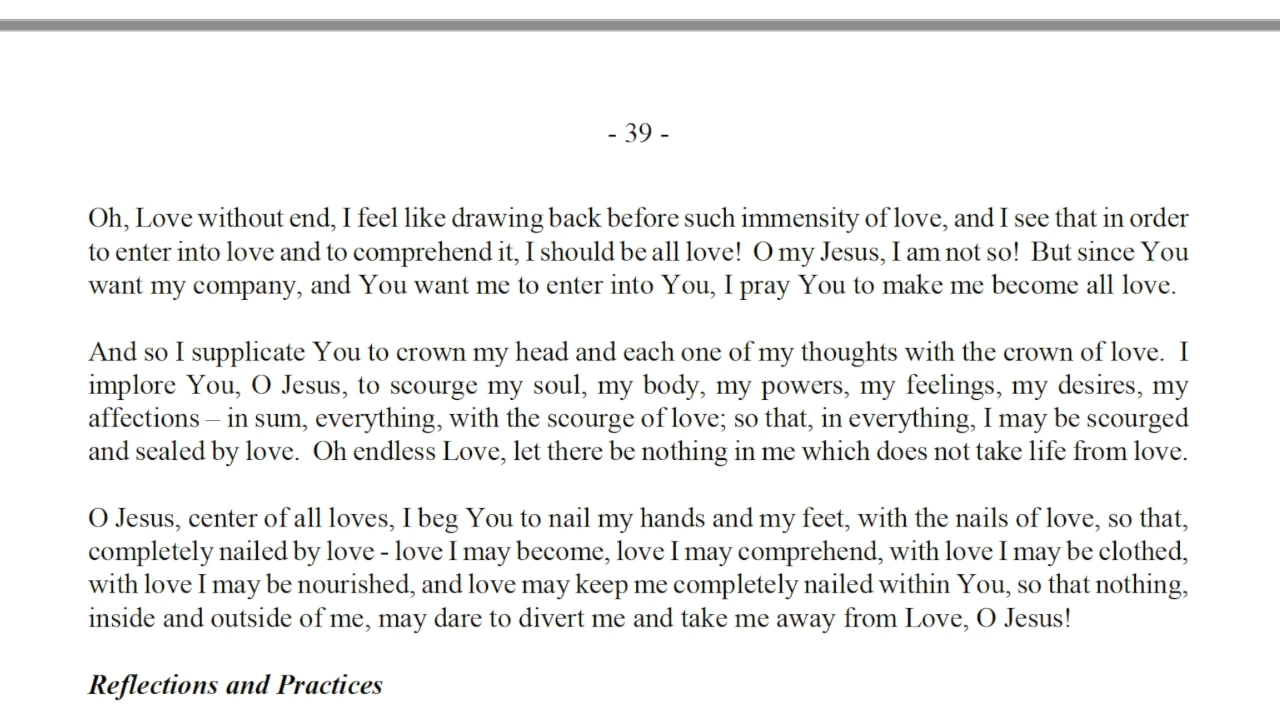 - 39 -
Oh, Love without end, I feel like drawing back before such immensity of love, and I see that in order
to enter into love and to comprehend it, I should be all love!  O my Jesus, I am not so!  But since You
want my company, and You want me to enter into You, I pray You to make me become all love.
And so I supplicate You to crown my head and each one of my thoughts with the crown of love.  I
implore You, O Jesus, to scourge my soul, my body, my powers, my feelings, my desires, my
affections – in sum, everything, with the scourge of love; so that, in everything, I may be scourged
and sealed by love.  Oh endless Love, let there be nothing in me which does not take life from love.
O Jesus, center of all loves, I beg You to nail my hands and my feet, with the nails of love, so that,
completely nailed by love - love I may become, love I may comprehend, with love I may be clothed,
with love I may be nourished, and love may keep me completely nailed within You, so that nothing,
inside and outside of me, may dare to divert me and take me away from Love, O Jesus!
Reflections and Practices